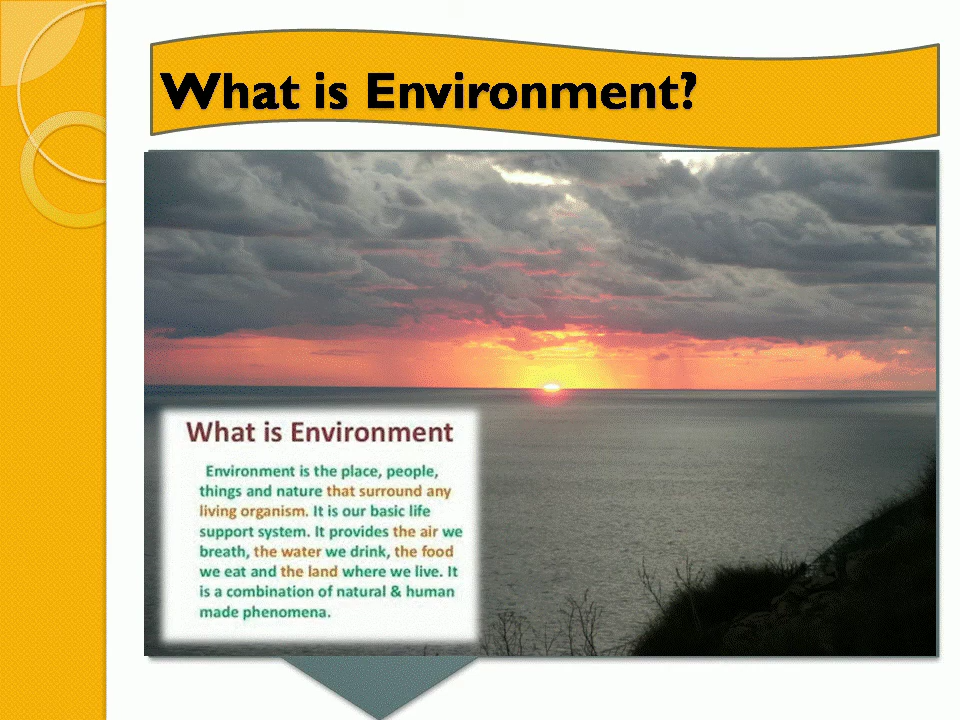 What is Environment?
What is Environment
Environment is the place, people,
things and nature that surround any
living organism. It is our basic life
support system. It provides the air we
breath, the water we drink, the food
we eat and the land where we live. It
is a combination of natural & human
made phenomena.